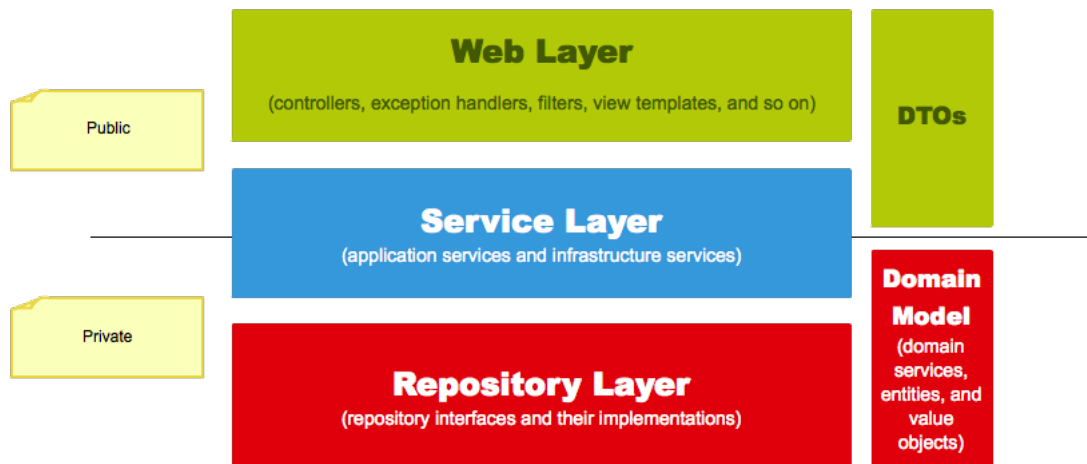 Web Layer
(controllers, exception handlers, filters, view templates, and so on)
DTOs
Public
Service Layer
(application services and infrastructure services)
Domain
Model
(domain
services,
entities, and
value
objects)
Private
Repository Layer
(repository interfaces and their implementations)